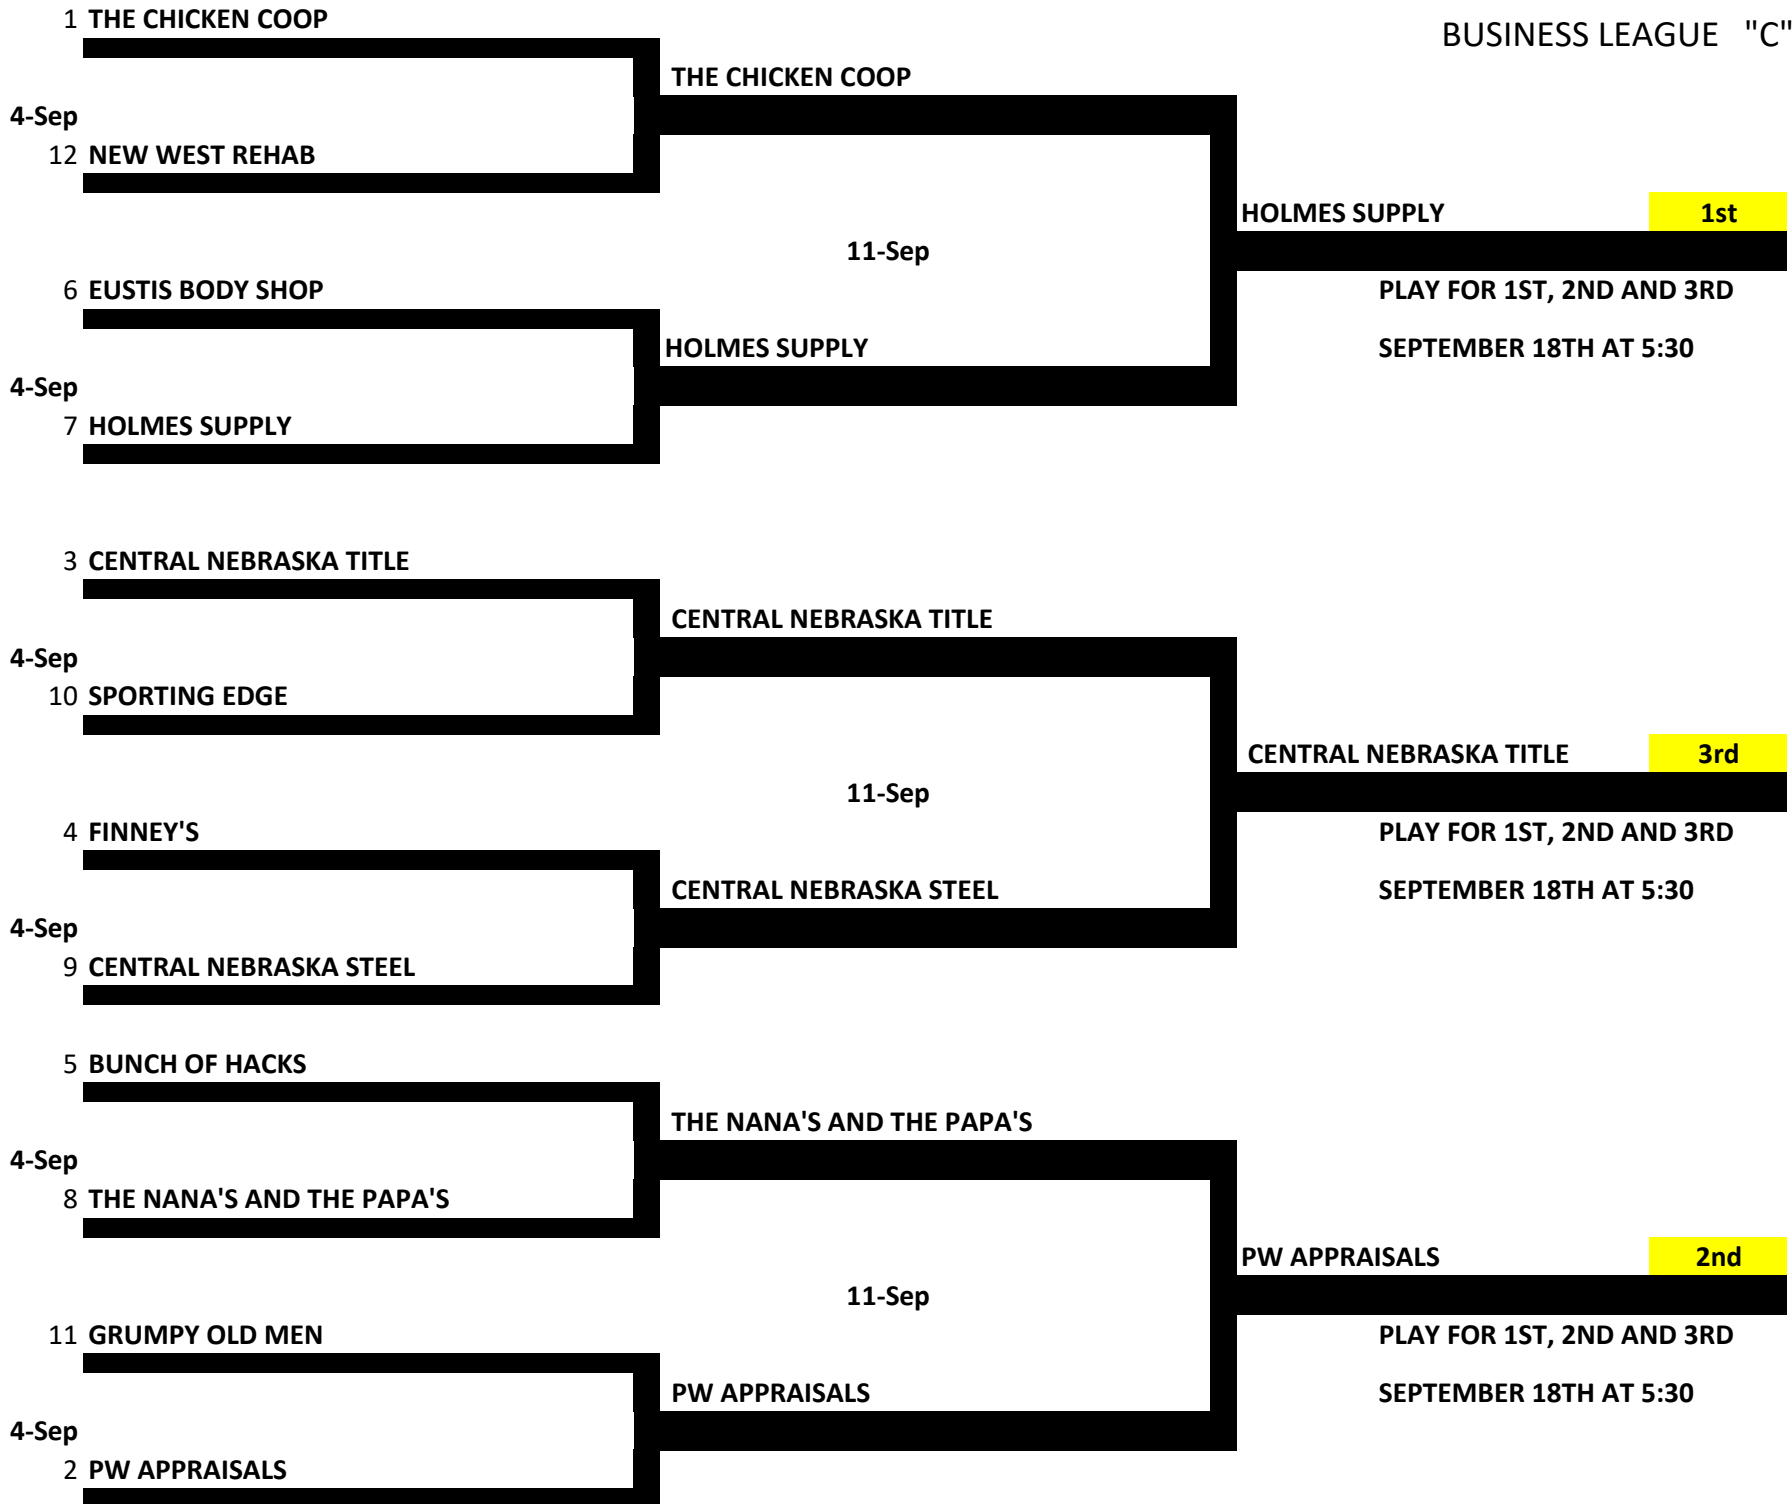 1 THE CHICKEN COOP
BUSINESS LEAGUE "C"
THE CHICKEN COOP
4-Sep
12 NEW WEST REHAB
HOLMES SUPPLY 1st
11-Sep
6 EUSTIS BODY SHOP
PLAY FOR 1ST, 2ND AND 3RD
HOLMES SUPPLY
SEPTEMBER 18TH AT 5:30
4-Sep
7 HOLMES SUPPLY
3 CENTRAL NEBRASKA TITLE
CENTRAL NEBRASKA TITLE
4-Sep
10 SPORTING EDGE
CENTRAL NEBRASKA TITLE 3rd
11-Sep
4 FINNEY'S
PLAY FOR 1ST, 2ND AND 3RD
CENTRAL NEBRASKA STEEL
SEPTEMBER 18TH AT 5:30
4-Sep
9 CENTRAL NEBRASKA STEEL
5 BUNCH OF HACKS
THE NANA'S AND THE PAPA'S
4-Sep
8 THE NANA'S AND THE PAPA'S
PW APPRAISALS 2nd
11-Sep
11 GRUMPY OLD MEN
PLAY FOR 1ST, 2ND AND 3RD
PW APPRAISALS
SEPTEMBER 18TH AT 5:30
4-Sep
2 PW APPRAISALS